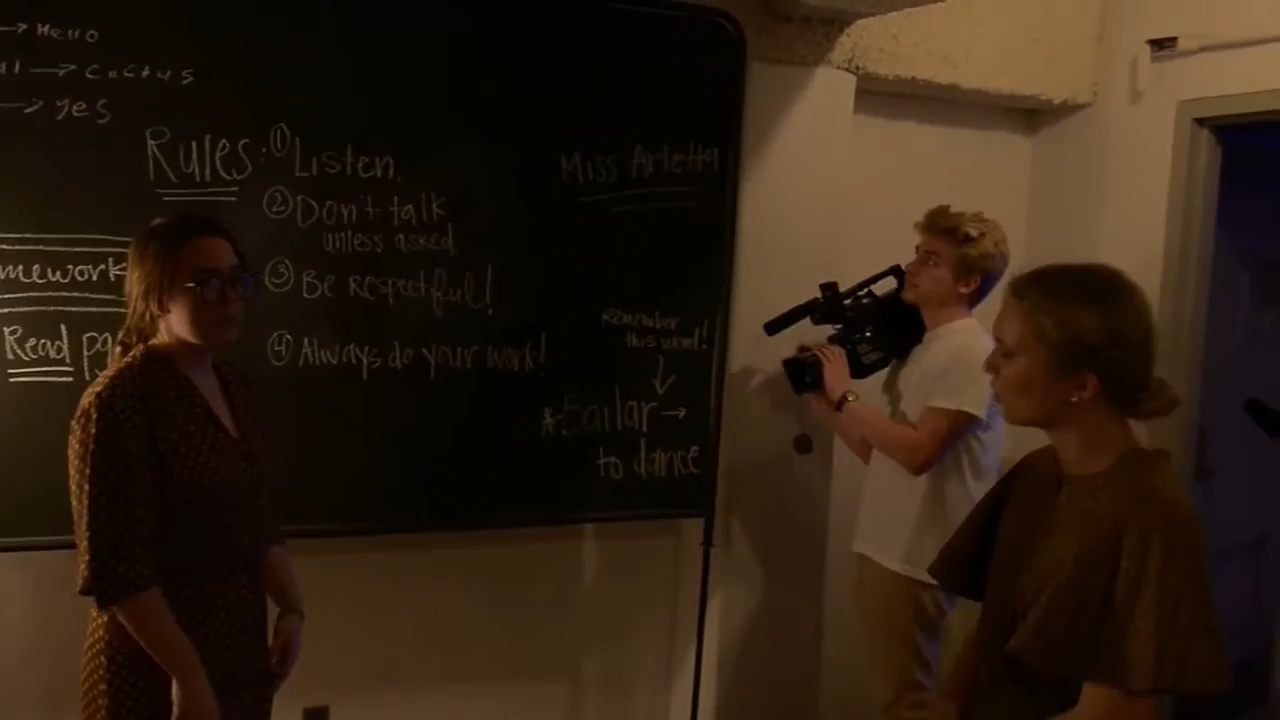 → Hello
→ Cactus
→ yes
Rules: ① Listen.
② Don't talk
unless asked.
③ Be respectful!
④ Always do your work!
mework
Read pg
Miss Arletta
Remember
this word!
*Bailar →
to dance